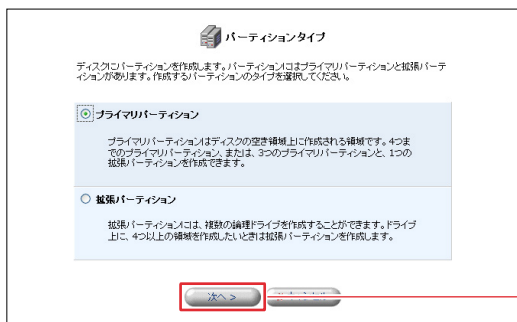 パーティションタイプ
ディスクにパーティションを作成します。パーティションにはプライマリパーティションと拡張パーテ
ィションがあります。作成するパーティションのタイプを選択してください。
プライマリパーティション
プライマリパーティションはディスクの空き領域上に作成される領域です。4つま
でのプライマリパーティション、または、3つのプライマリパーティションと、1つの
拡張パーティションを作成できます。
拡張パーティション
拡張パーティションには、複数の論理ドライブを作成することができます。ドライブ
上に、4つ以上の領域を作成したいときは拡張パーティションを作成します。
次へ >